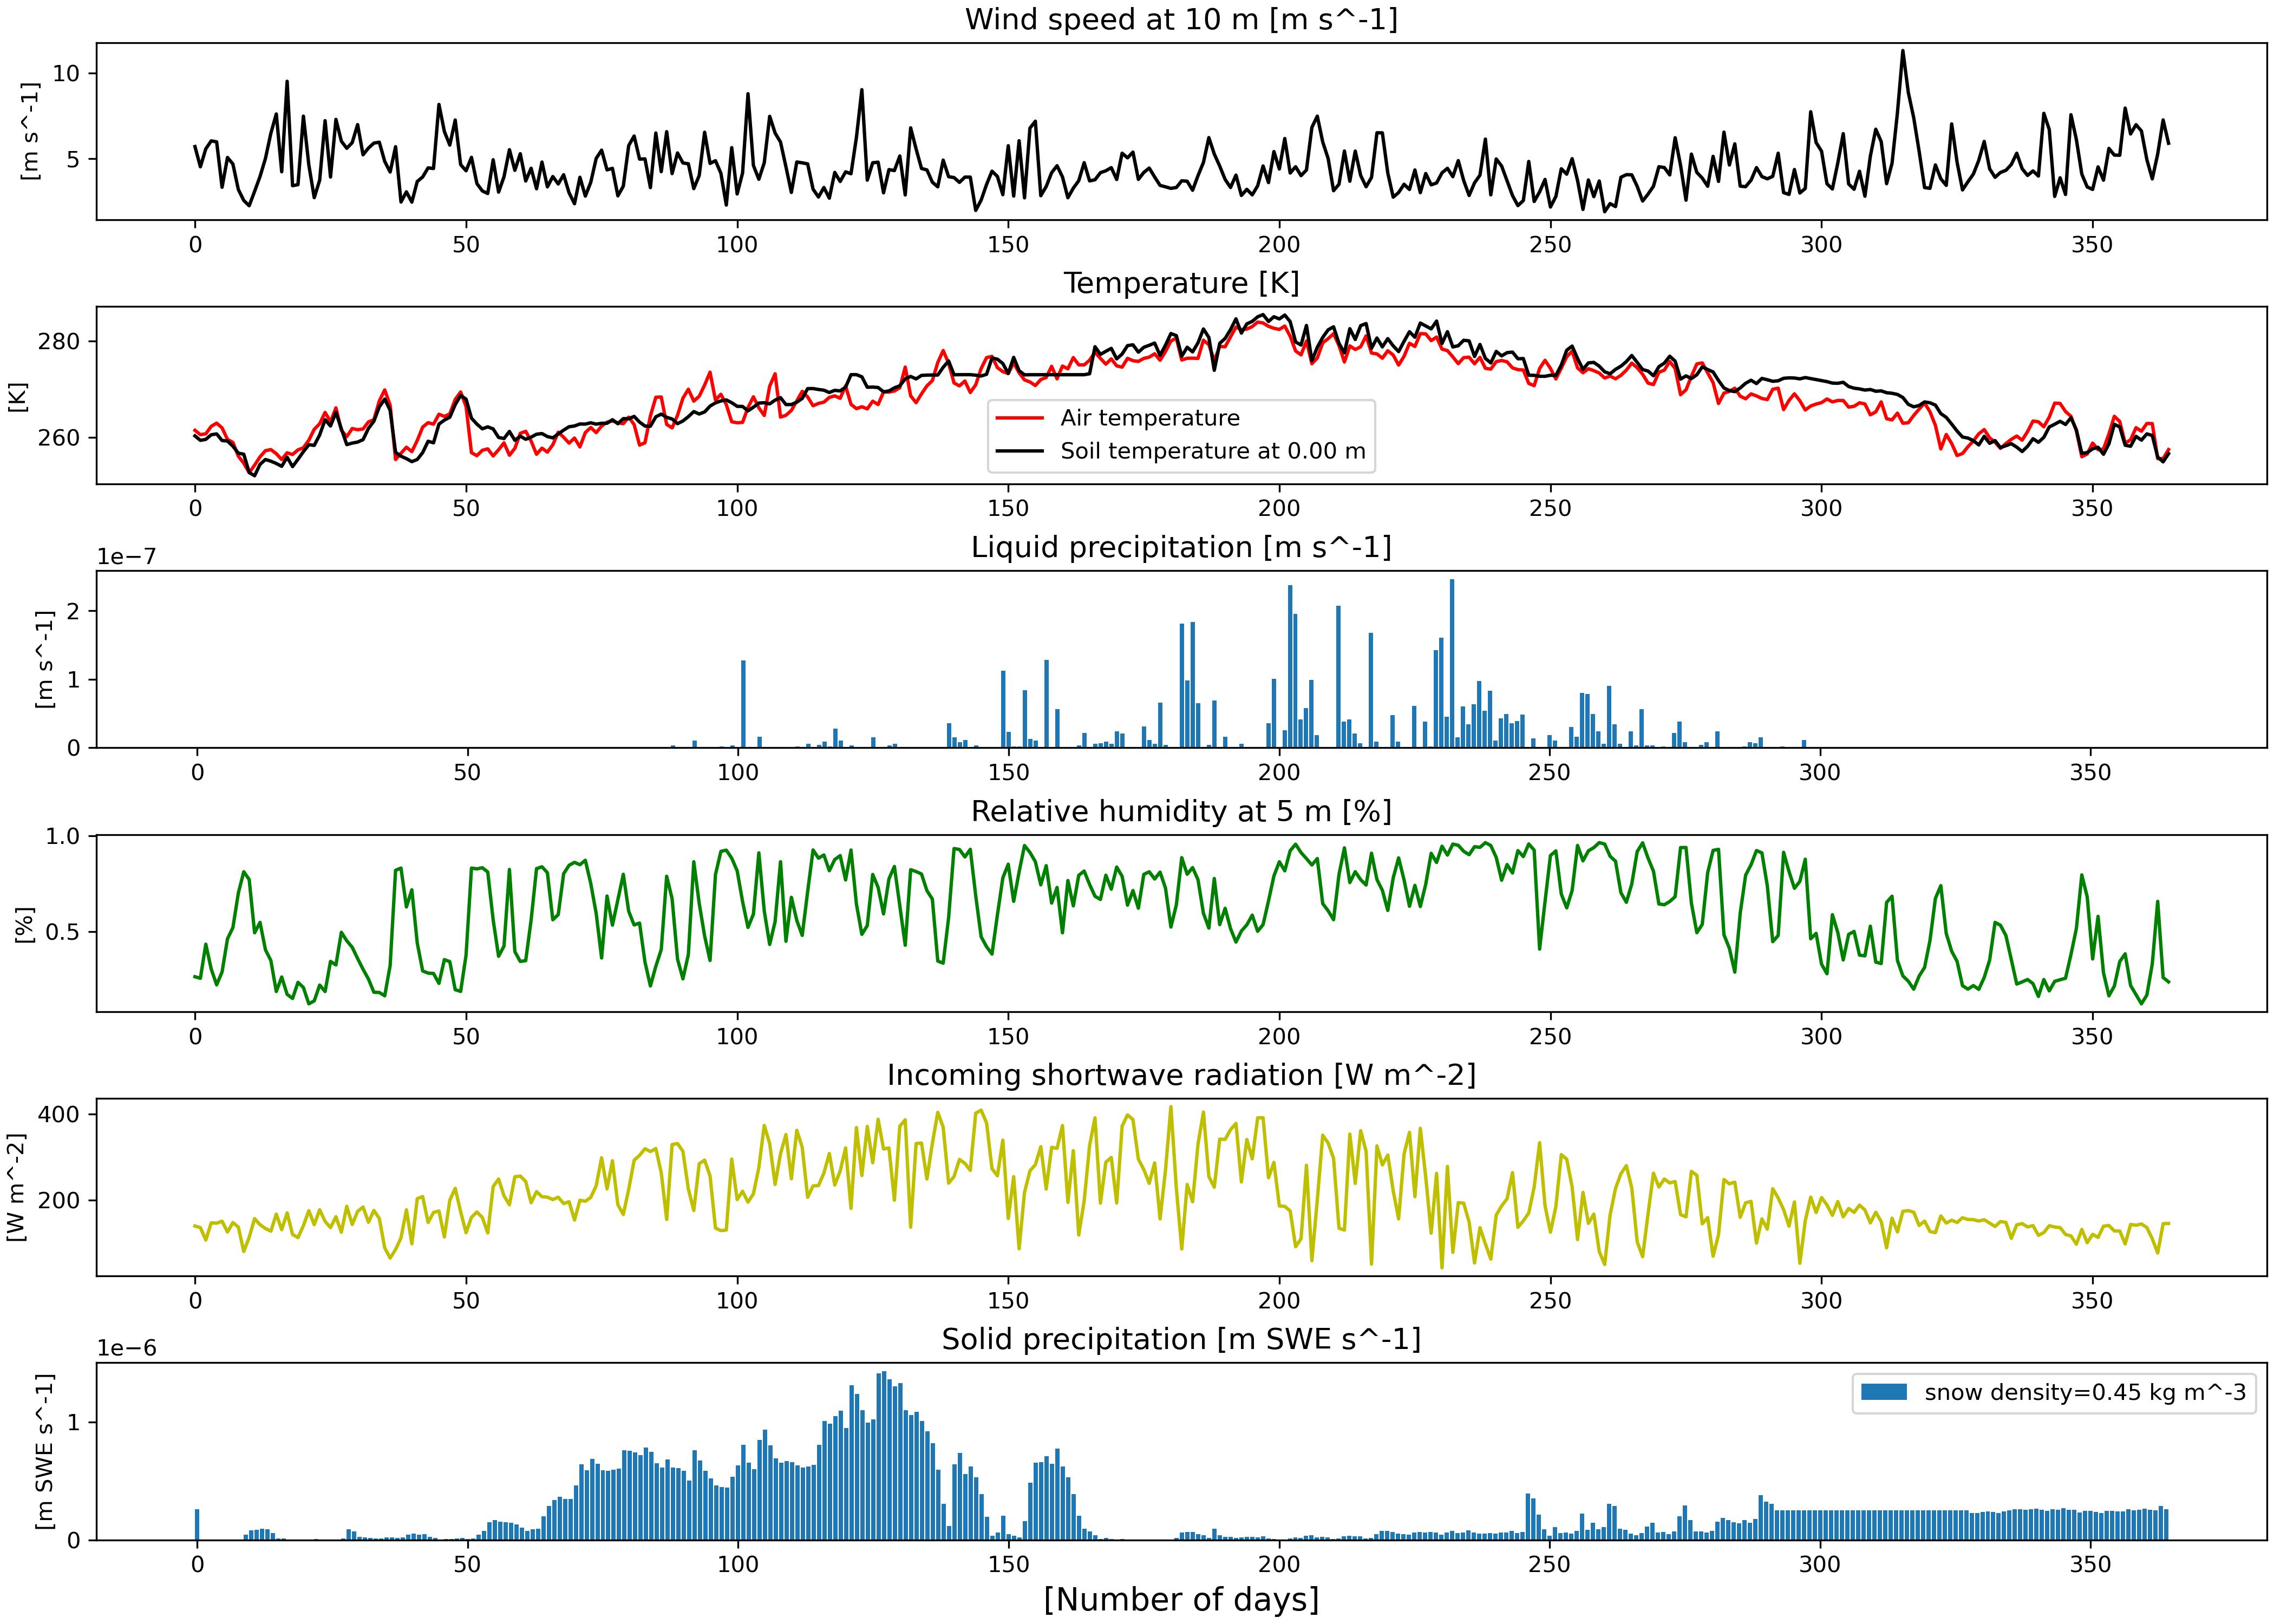 Wind speed at 10 m [m s^-1]
[m s^-1]
10
5
0 50 100 150 200 250 300 350
Temperature [K]
[K]
280
260
Air temperature
Soil temperature at 0.00 m
0 50 100 150 200 250 300 350
Liquid precipitation [m s^-1]
1e−7
[m s^-1]
2
1
0
0 50 100 150 200 250 300 350
Relative humidity at 5 m [%]
[%]
1.0
0.5
0 50 100 150 200 250 300 350
Incoming shortwave radiation [W m^-2]
[W m^-2]
400
200
0 50 100 150 200 250 300 350
Solid precipitation [m SWE s^-1]
1e−6
[m SWE s^-1]
snow density=0.45 kg m^-3
1
0
0 50 100 150 200 250 300 350
[Number of days]